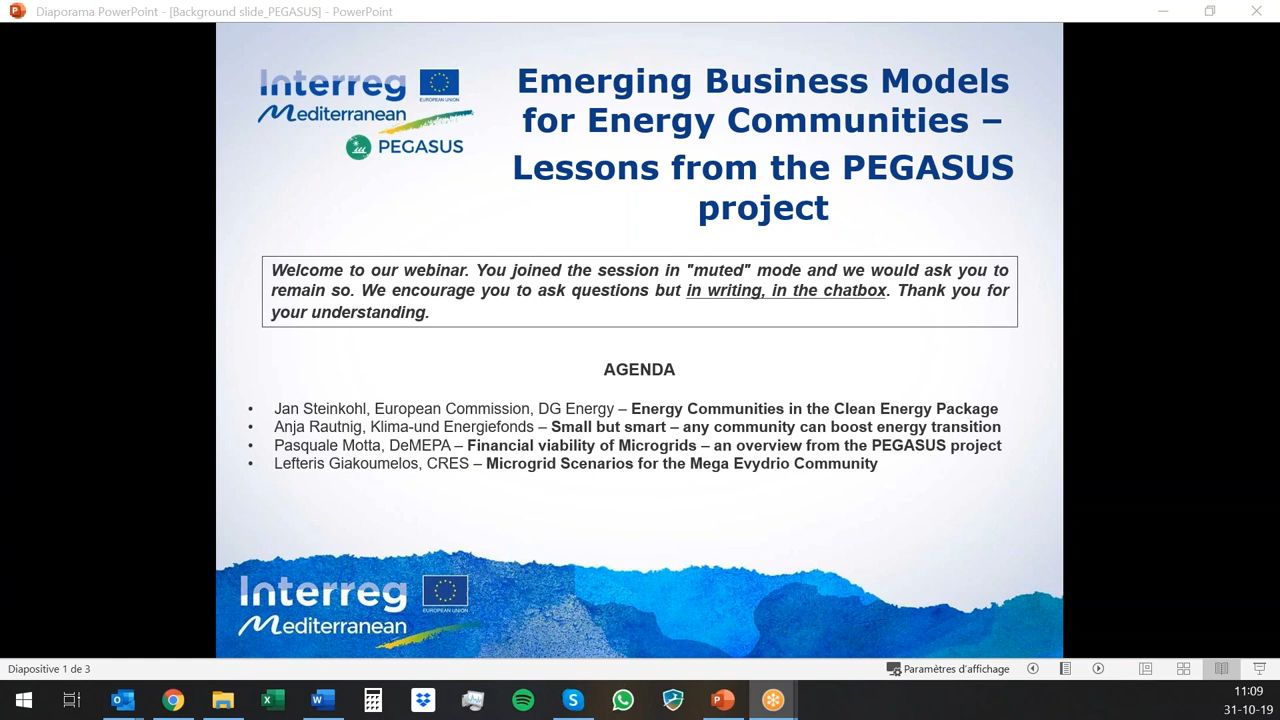 Diaporama PowerPoint - [Background slide_PEGASUS] - PowerPoint
Interreg
EUROPEAN UNION
Mediterranean
PEGASUS
Emerging Business Models
for Energy Communities –
Lessons from the PEGASUS
project
Welcome to our webinar. You joined the session in "muted" mode and we would ask you to
remain so. We encourage you to ask questions but in writing, in the chatbox. Thank you for
your understanding.
AGENDA
• Jan Steinkohl, European Commission, DG Energy – Energy Communities in the Clean Energy Package
• Anja Rautnig, Klima-und Energiefonds – Small but smart – any community can boost energy transition
• Pasquale Motta, DeMEPA – Financial viability of Microgrids – an overview from the PEGASUS project
• Lefteris Giakoumelos, CRES – Microgrid Scenarios for the Mega Evydrio Community
Interreg
EUROPEAN UNION
Mediterranean
Diapositive 1 de 3
Paramètres d'affichage
11:09
31-10-19